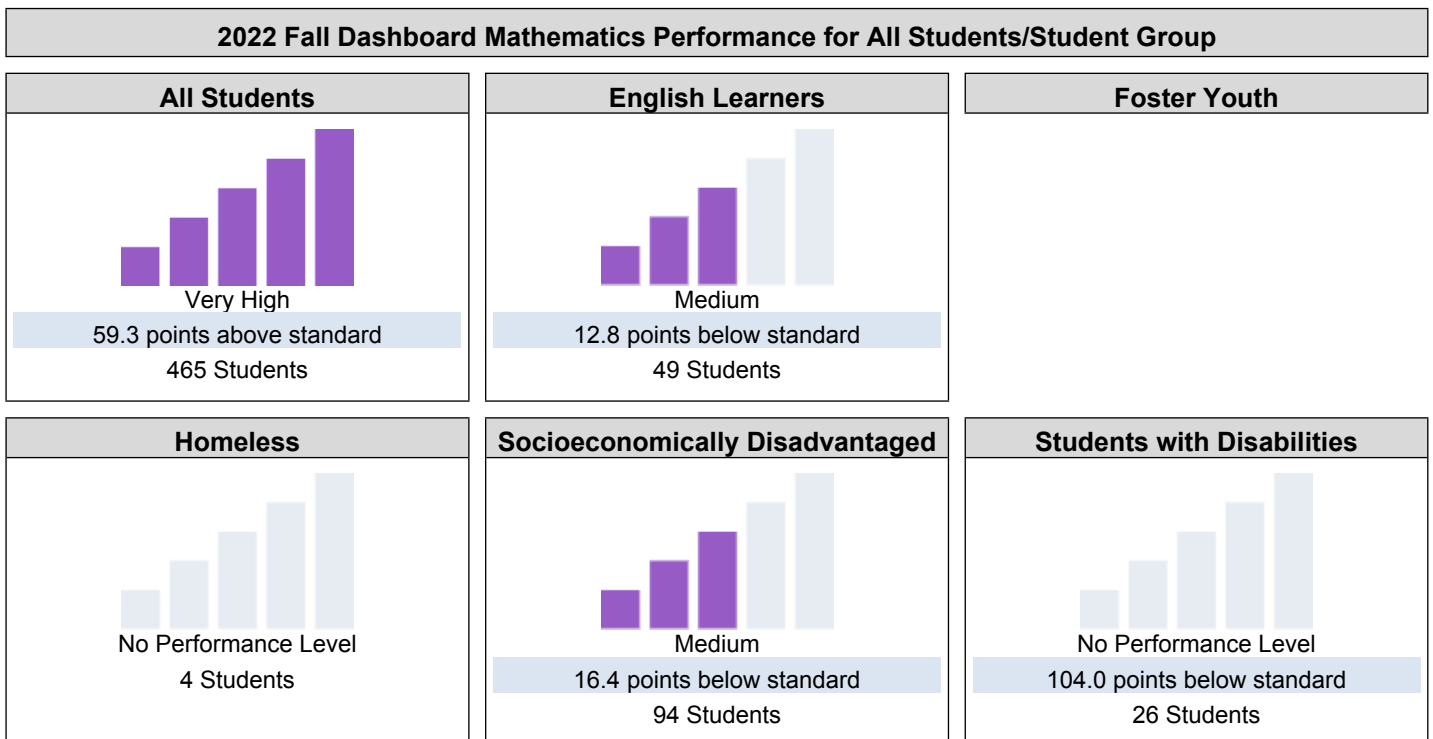 2022 Fall Dashboard Mathematics Performance for All Students/Student Group
All Students
Very High
59.3 points above standard
465 Students
English Learners
Medium
12.8 points below standard
49 Students
Foster Youth
Homeless
No Performance Level
4 Students
Socioeconomically Disadvantaged
Medium
16.4 points below standard
94 Students
Students with Disabilities
No Performance Level
104.0 points below standard
26 Students